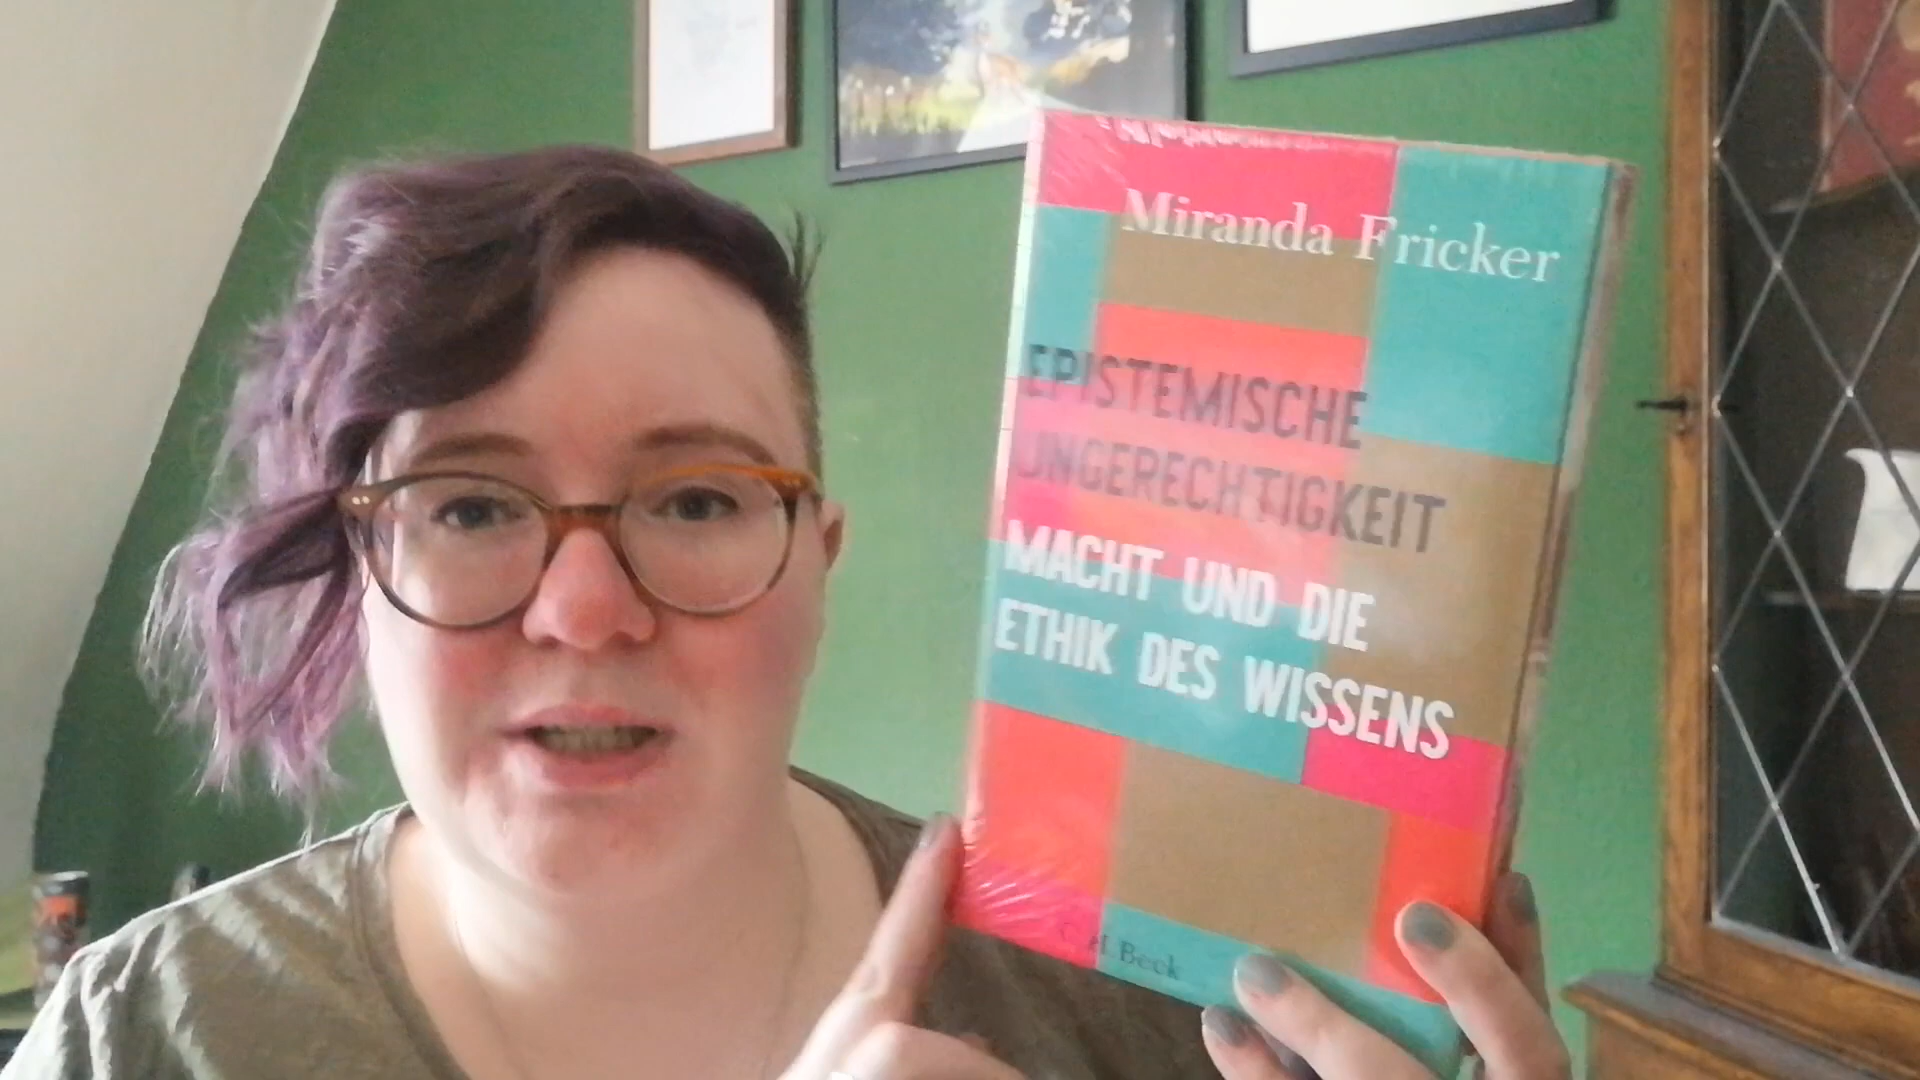 Miranda Fricker
EPISTEMISCHE
UNGERECHTIGKEIT
MACHT UND DIE
ETHIK DES WISSENS
C.H.Beck